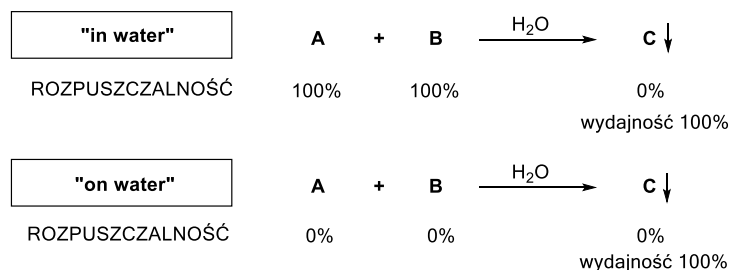 "in water" A + B H₂O C
ROZPUSZCZALNOŚĆ 100% 100% 0%
wydajność 100%
"on water" A + B H₂O C
ROZPUSZCZALNOŚĆ 0% 0% 0%
wydajność 100%